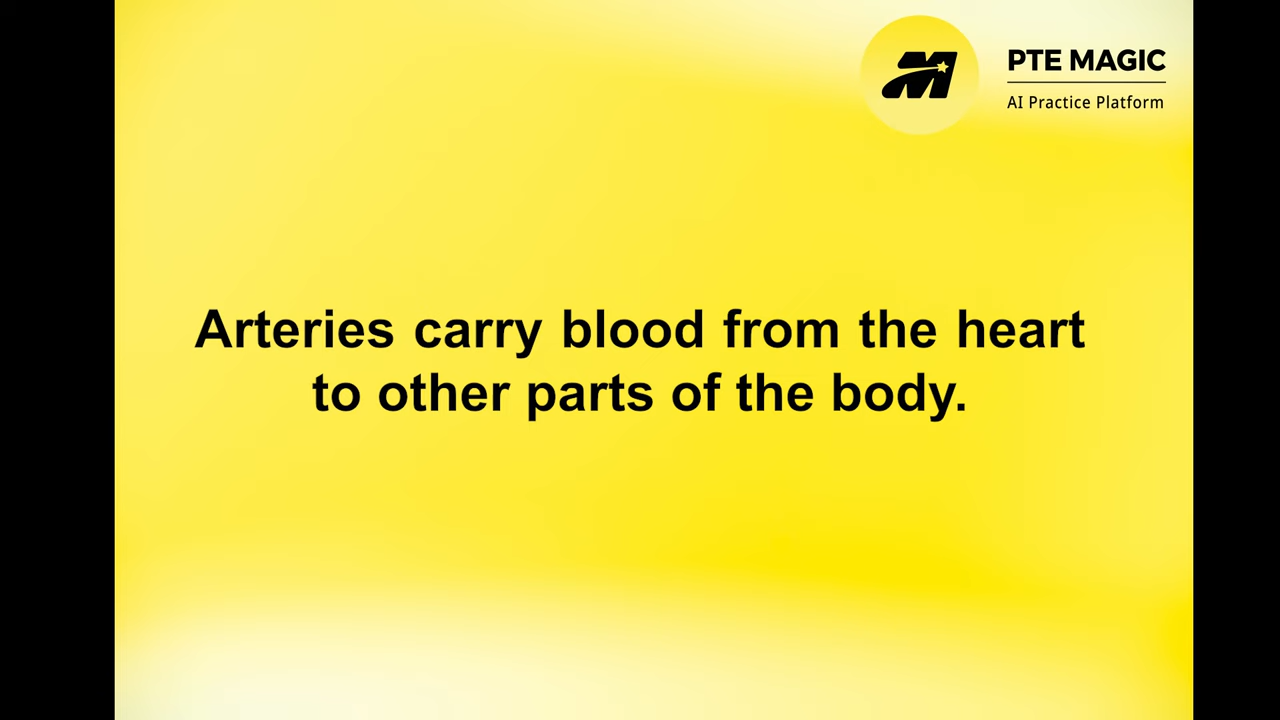 PTE MAGIC
AI Practice Platform
Arteries carry blood from the heart
to other parts of the body.